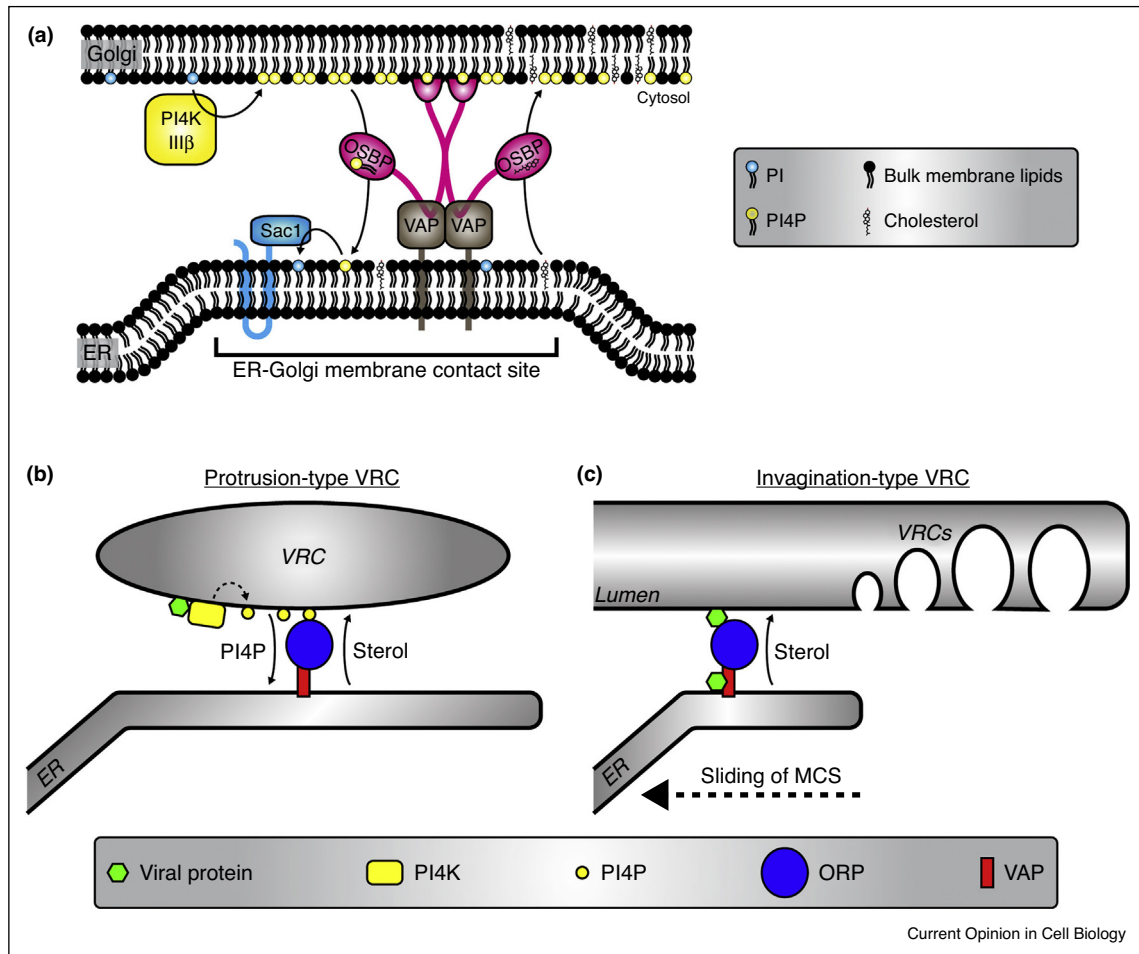 (a)
Golgi
Cytosol
PI4K
IIIβ
OSBP
OSBP
VAP
VAP
Sac1
ER
ER-Golgi membrane contact site
PI
Bulk membrane lipids
PI4P
Cholesterol
(b)
Protrusion-type VRC
VRC
PI4P
Sterol
ER
(c)
Invagination-type VRC
VRCs
Lumen
Sterol
ER
Sliding of MCS
Viral protein
PI4K
PI4P
ORP
VAP
Current Opinion in Cell Biology